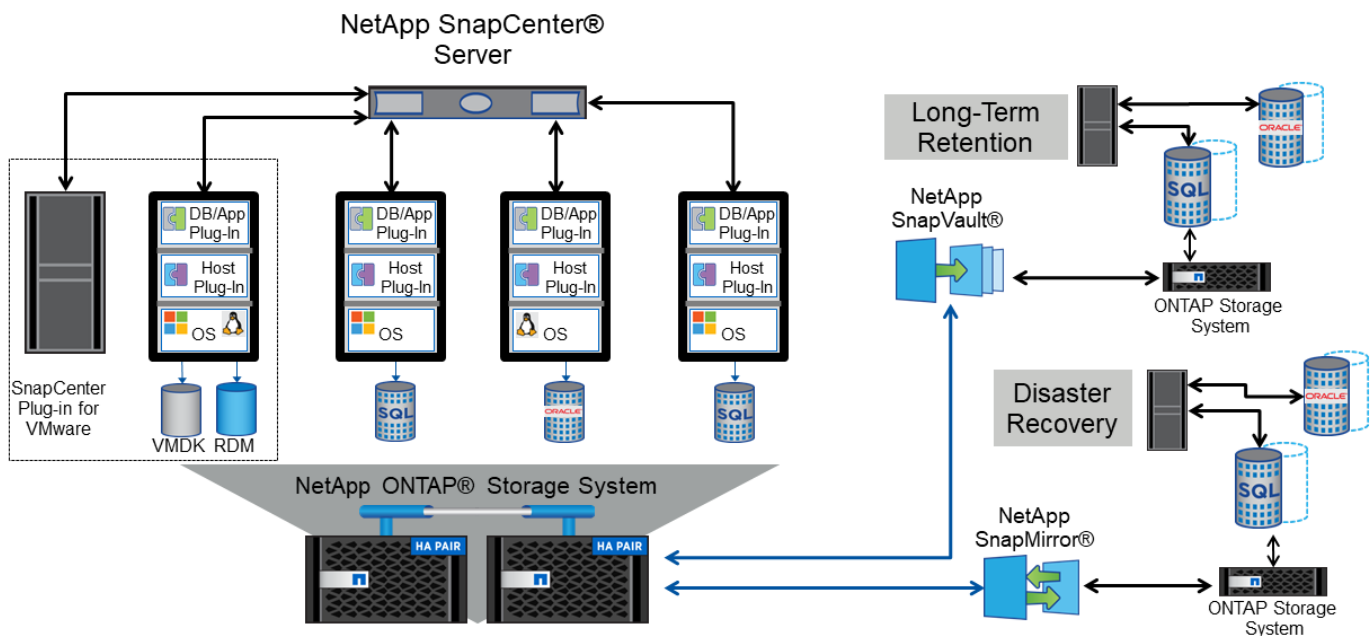 NetApp SnapCenter®
Server
DB/App
Plug-In
Host
Plug-In
OS
DB/App
Plug-In
Host
Plug-In
OS
DB/App
Plug-In
Host
Plug-In
OS
DB/App
Plug-In
Host
Plug-In
OS
SnapCenter
Plug-in for
VMware
VMDK
RDM
SQL
ORACLE
SQL
NetApp ONTAP® Storage System
HA PAIR
HA PAIR
Long-Term
Retention
ORACLE
SQL
NetApp
SnapVault®
ONTAP Storage
System
Disaster
Recovery
ORACLE
SQL
NetApp
SnapMirror®
ONTAP Storage
System